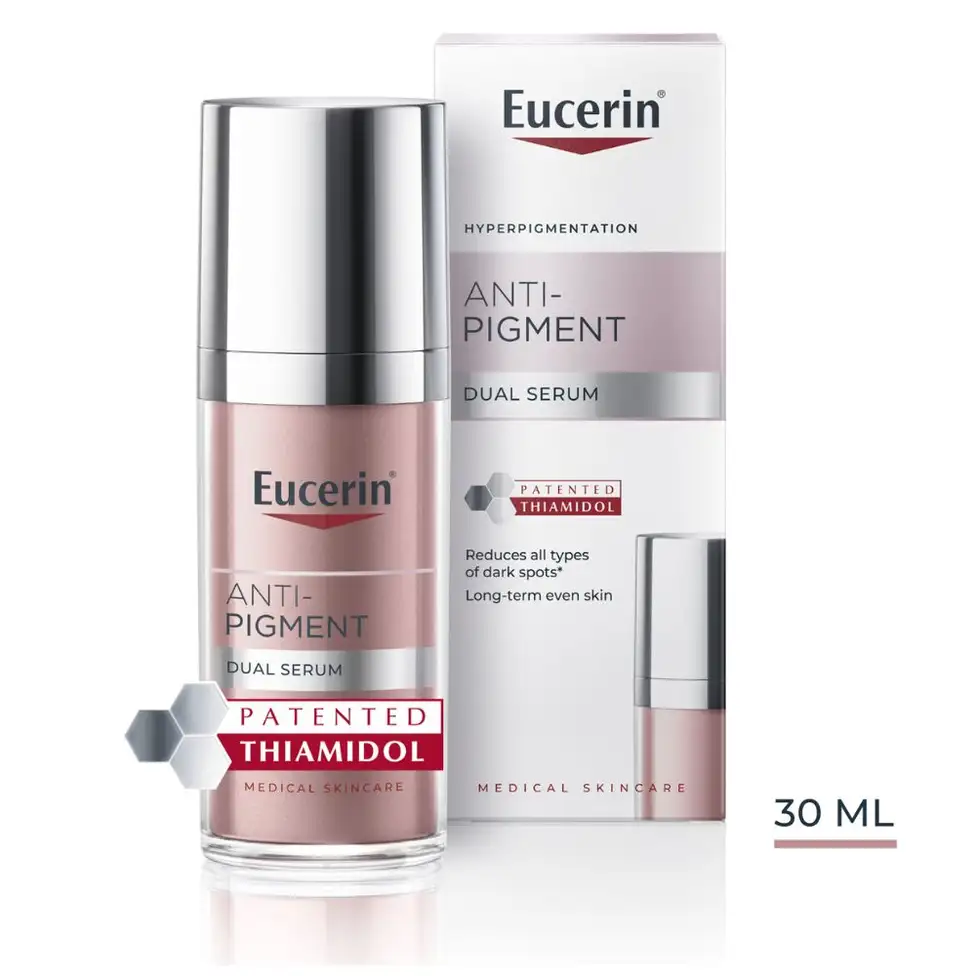 Eucerin®
HYPERPIGMENTATION
ANTI-
PIGMENT
DUAL SERUM
PATENTED
THIAMIDOL
Reduces all types
of dark spots*
Long-term even skin
MEDICAL SKINCARE
Eucerin®
ANTI-
PIGMENT
DUAL SERUM
PATENTED
THIAMIDOL
MEDICAL SKINCARE
30 ML